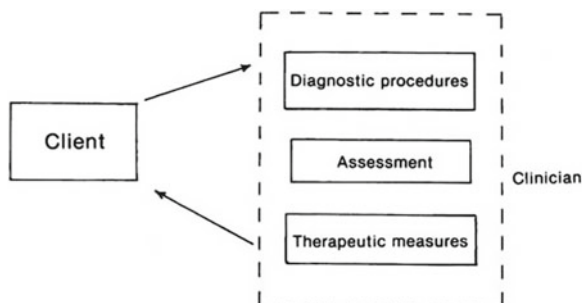 Diagnostic procedures
Client
Assessment
Clinician
Therapeutic measures